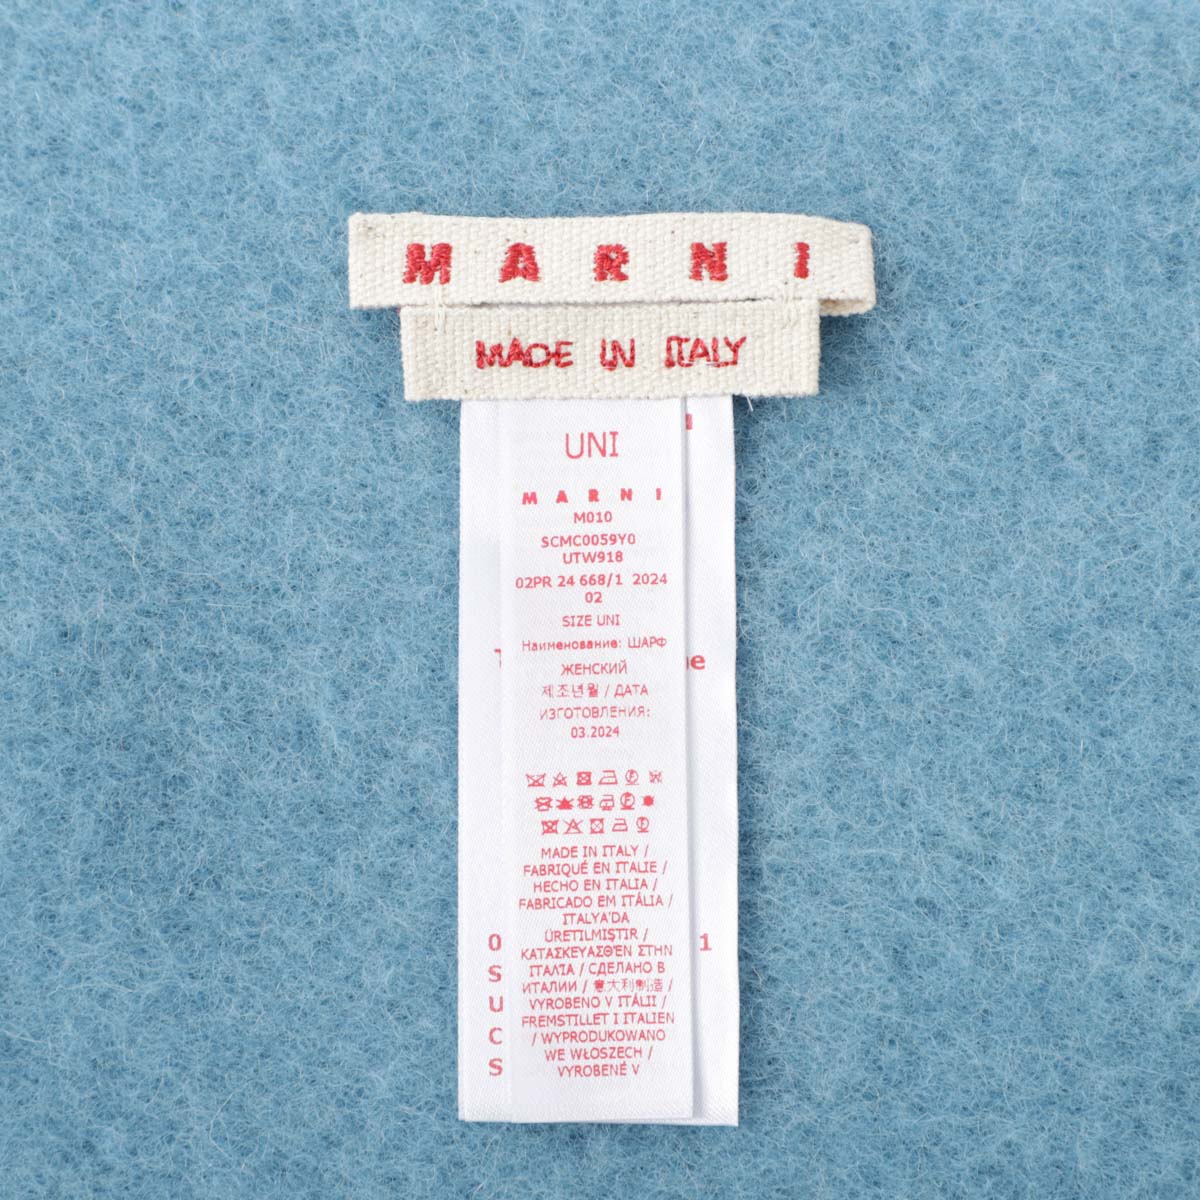 MARNI
MADE IN ITALY
UNI
MARNI
M010
SCMC0059Y0
UTW918
02PR 24 668/1 2024
02
SIZE UNI
Наименование: ШАРФ
ЖЕНСКИЙ
제조년월 / ДАТА
ИЗГОТОВЛЕНИЯ:
03.2024
MADE IN ITALY /
FABRIQUÉ EN ITALIE /
HECHO EN ITALIA /
FABRICADO EM ITÁLIA /
ITALYA'DA
ÜRETILMIŞTIR /
ΚΑΤΑΣΚΕΥΑΣΘΈΝ ΣΤΗΝ
ΙΤΑΛΊΑ / СДЕЛАНО В
ИТАЛИИ / 意大利制造 /
VYROBENO V ITÁLII /
FREMSTILLET I ITALIEN
/ WYPRODUKOWANO
WE WŁOSZECH /
VYROBENÉ V
0
1
S
U
C
S